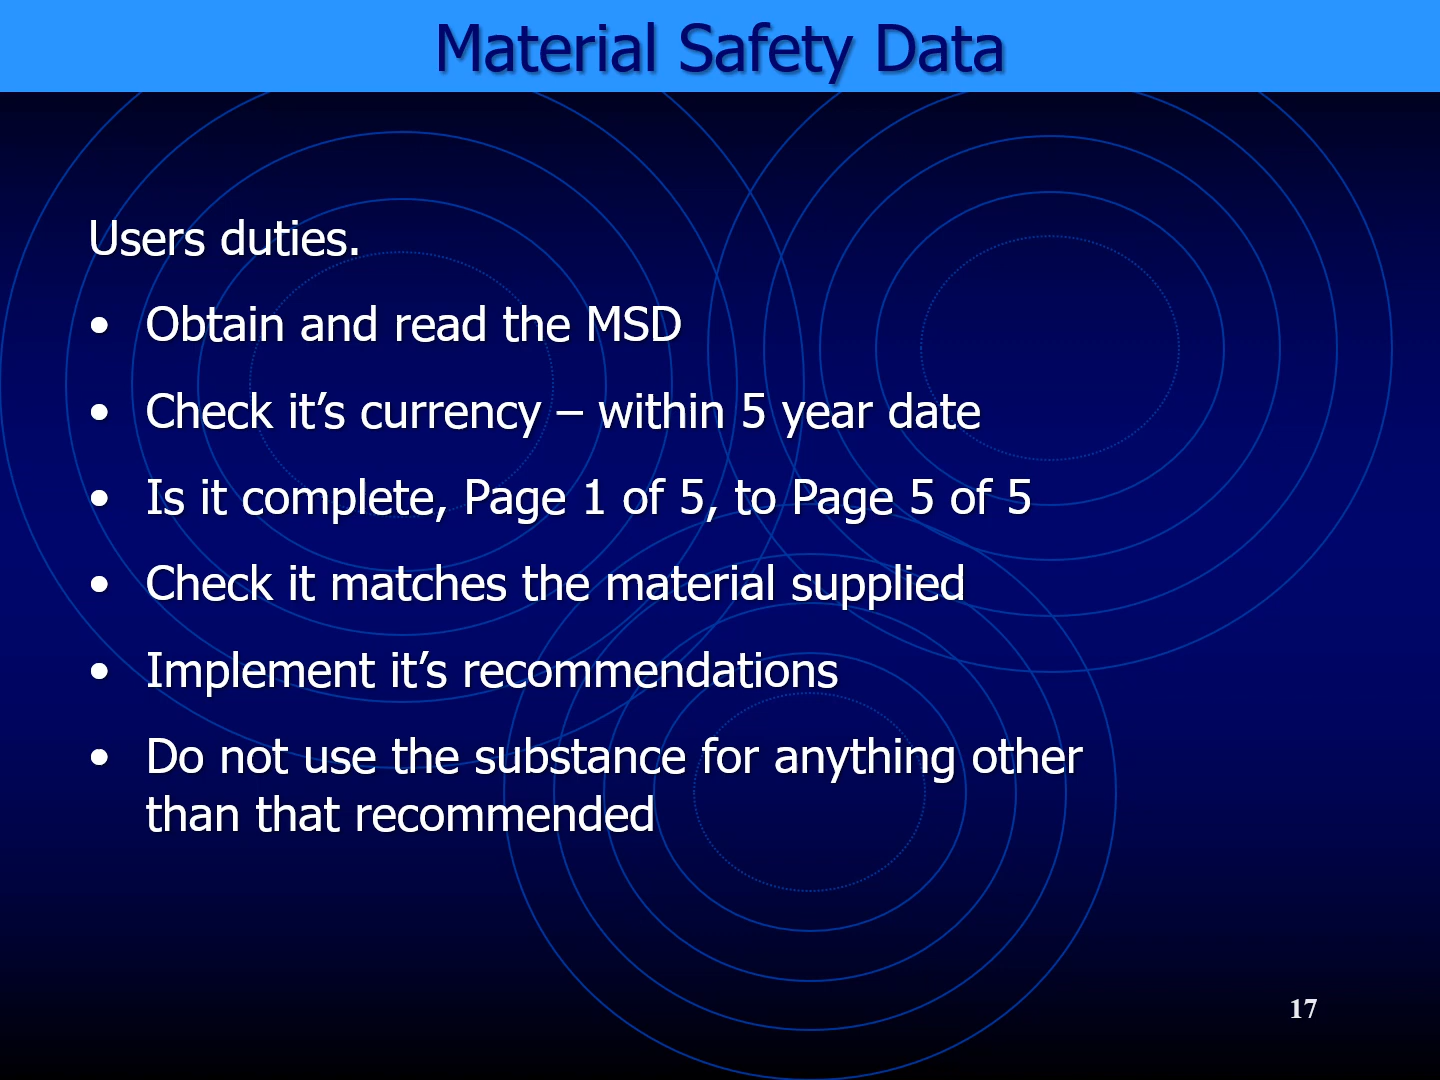 Material Safety Data
Users duties.
• Obtain and read the MSD
• Check it’s currency – within 5 year date
• Is it complete, Page 1 of 5, to Page 5 of 5
• Check it matches the material supplied
• Implement it’s recommendations
• Do not use the substance for anything other
than that recommended
17